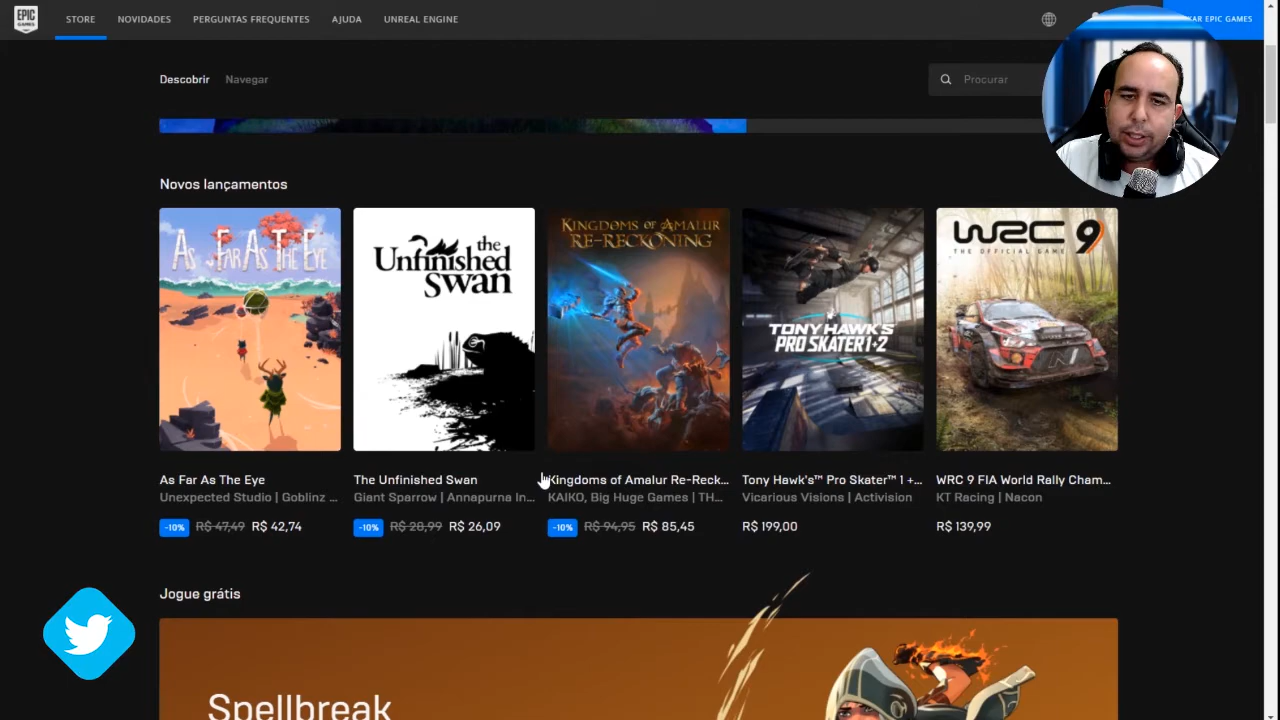 EPIC GAMES
STORE NOVIDADES PERGUNTAS FREQUENTES AJUDA UNREAL ENGINE
EPIC GAMES
Descobrir Navegar
Procurar
Novos lançamentos
AS FAR AS THE EYE
the Unfinished Swan
KINGDOMS OF AMALUR
RE-RECKONING
TONY HAWK'S
PRO SKATER 1+2
WRC 9
THE OFFICIAL GAME
As Far As The Eye
Unexpected Studio | Goblinz ...
-10% R$ 47,49 R$ 42,74
The Unfinished Swan
Giant Sparrow | Annapurna In...
-10% R$ 28,99 R$ 26,09
Kingdoms of Amalur Re-Reck...
KAIKO, Big Huge Games | TH...
-10% R$ 94,95 R$ 85,45
Tony Hawk's™ Pro Skater™ 1 +...
Vicarious Visions | Activision
R$ 199,00
WRC 9 FIA World Rally Cham...
KT Racing | Nacon
R$ 139,99
Jogue grátis
Spellbreak